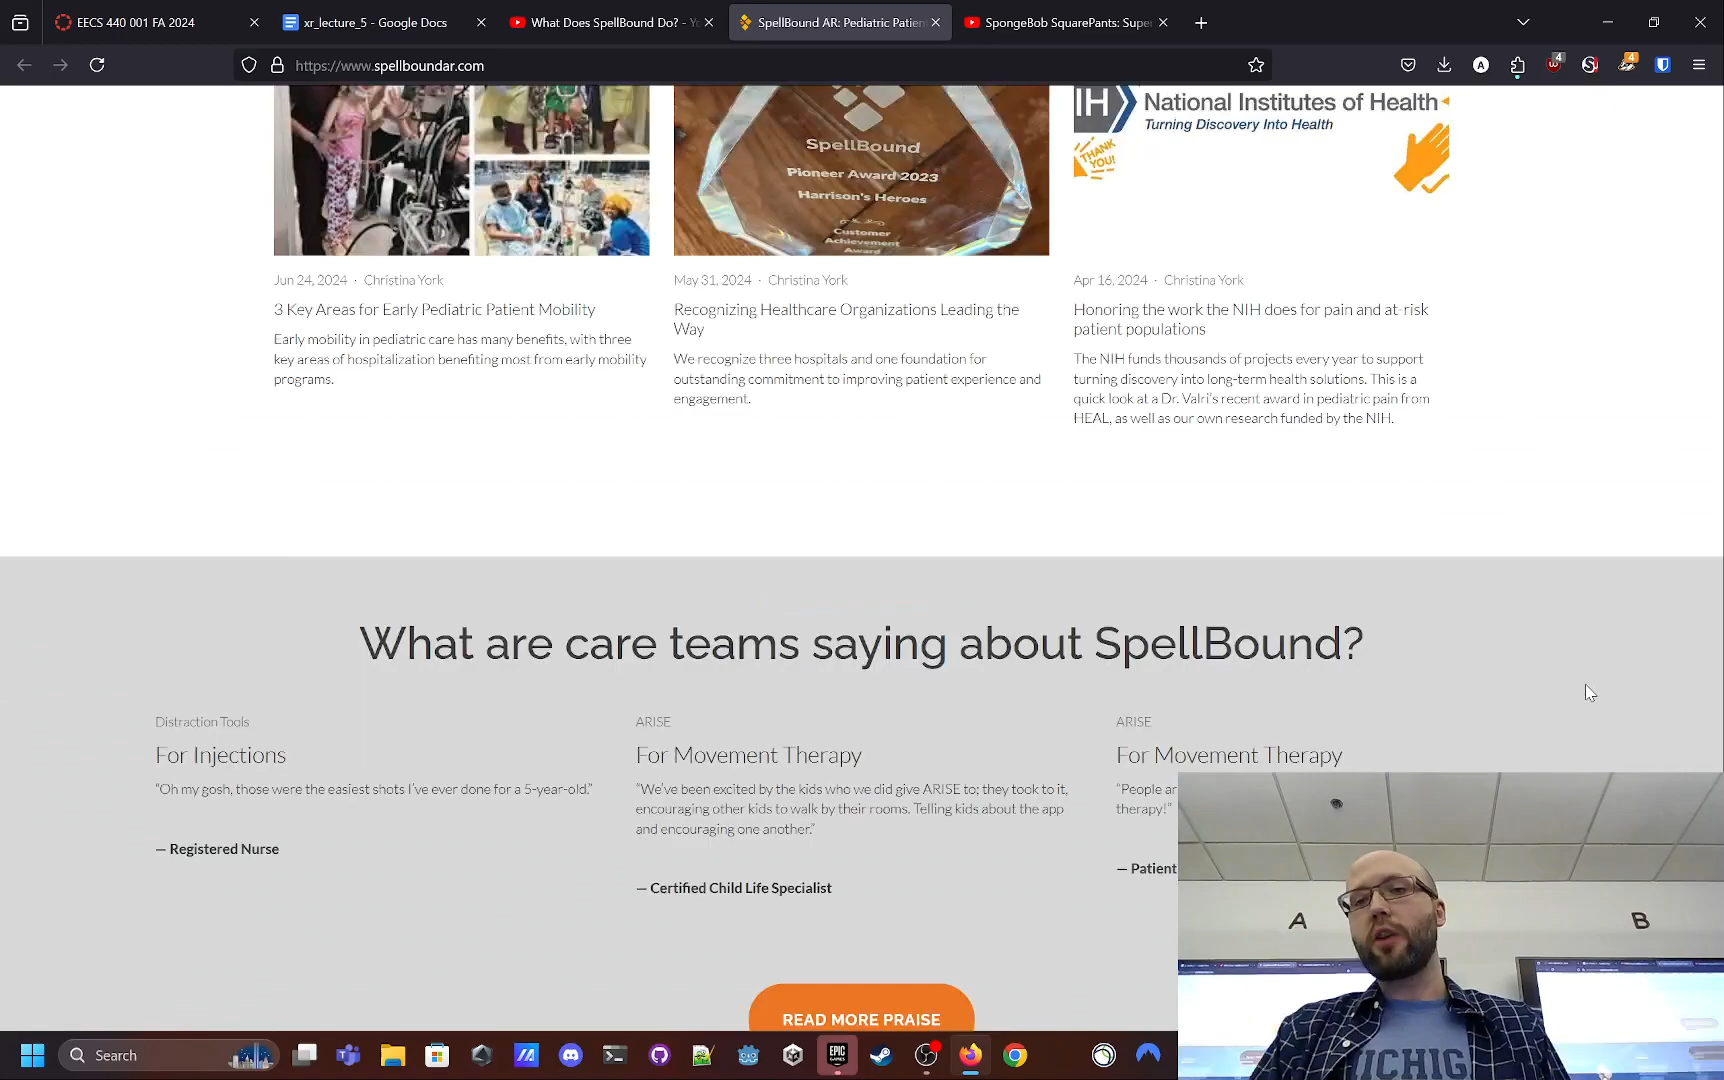 EECS 440 001 FA 2024
xr_lecture_5 - Google Docs
What Does SpellBound Do? - Yo
SpellBound AR: Pediatric Patien
SpongeBob SquarePants: Super
https://www.spellboundar.com
4
4
A
IH National Institutes of Health
Turning Discovery Into Health
THANK YOU!
SpellBound
Pioneer Award 2023
Harrison's Heroes
Customer
Achievement
Award
Jun 24, 2024 · Christina York
3 Key Areas for Early Pediatric Patient Mobility
Early mobility in pediatric care has many benefits, with three
key areas of hospitalization benefiting most from early mobility
programs.
May 31, 2024 · Christina York
Recognizing Healthcare Organizations Leading the
Way
We recognize three hospitals and one foundation for
outstanding commitment to improving patient experience and
engagement.
Apr 16, 2024 · Christina York
Honoring the work the NIH does for pain and at-risk
patient populations
The NIH funds thousands of projects every year to support
turning discovery into long-term health solutions. This is a
quick look at a Dr. Valri's recent award in pediatric pain from
HEAL, as well as our own research funded by the NIH.
What are care teams saying about SpellBound?
Distraction Tools
For Injections
“Oh my gosh, those were the easiest shots I’ve ever done for a 5-year-old.”
— Registered Nurse
ARISE
For Movement Therapy
“We’ve been excited by the kids who we did give ARISE to; they took to it,
encouraging other kids to walk by their rooms. Telling kids about the app
and encouraging one another.”
— Certified Child Life Specialist
ARISE
For Movement Therapy
“People ar
therapy!”
— Patient
READ MORE PRAISE
A
B
ICHIG
Search
EPIC
GAMES